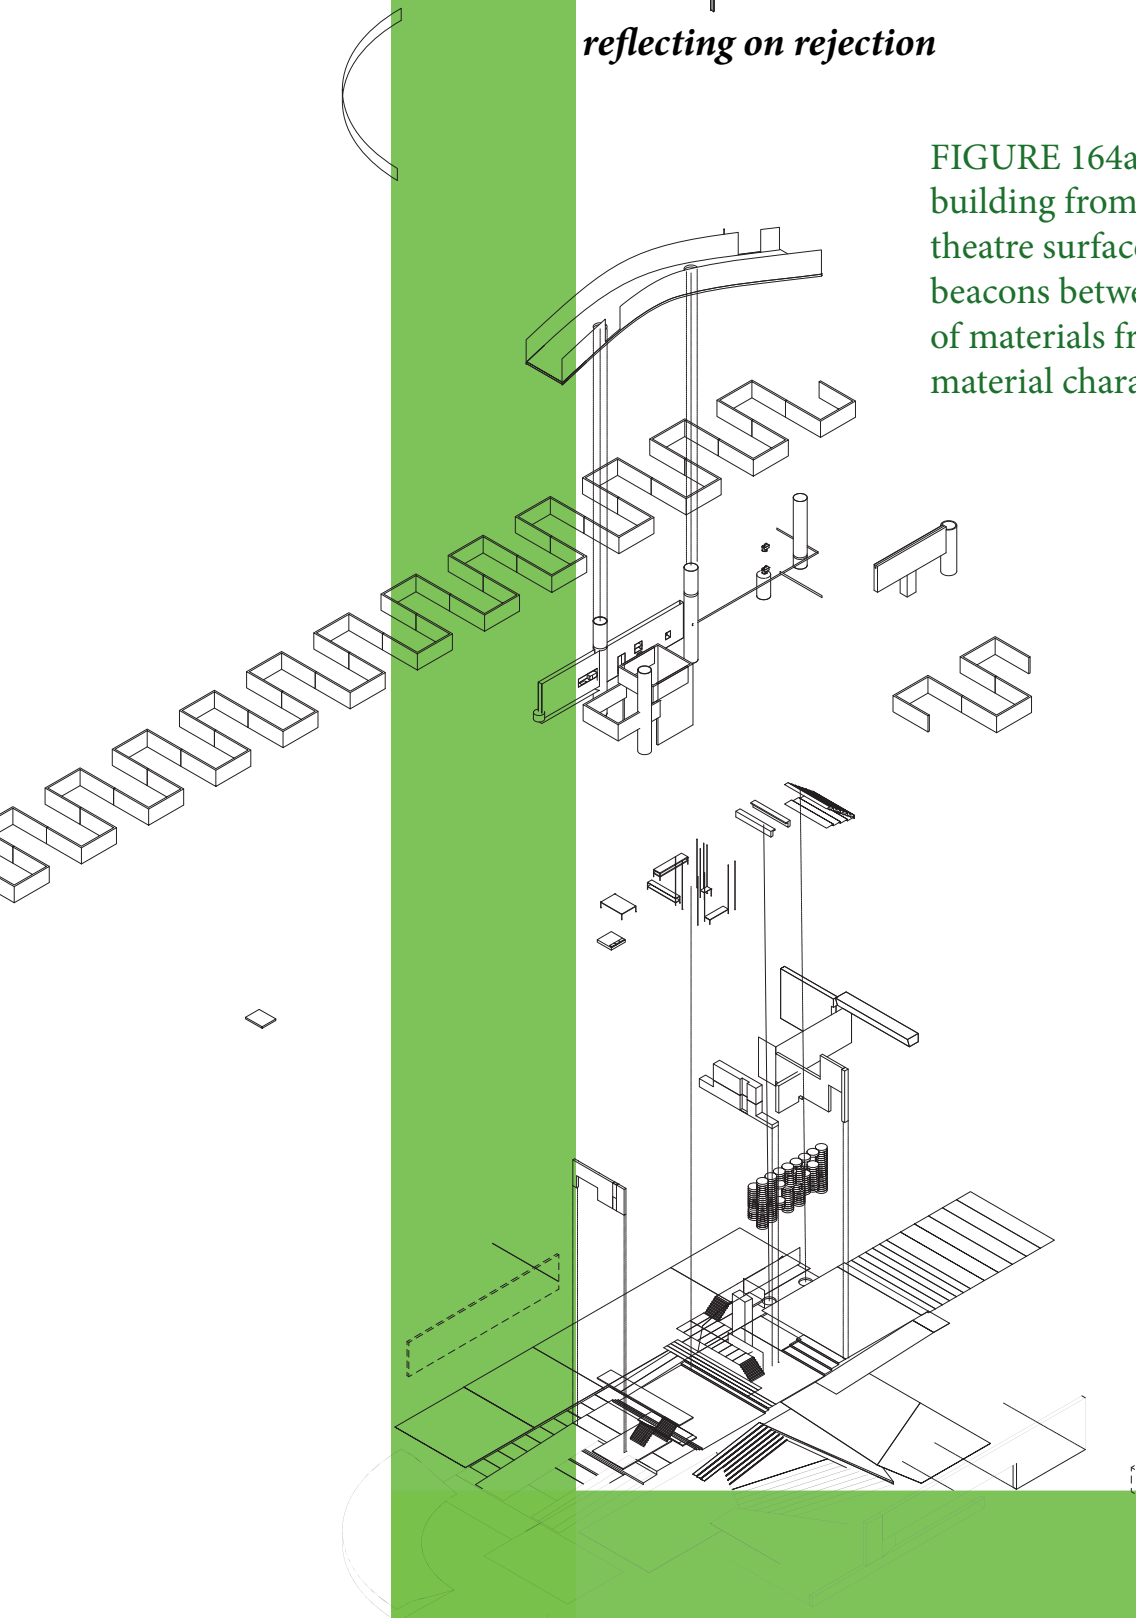 reflecting on rejection
FIGURE 164a
building from
theatre surface
beacons betwe
of materials fr
material chara